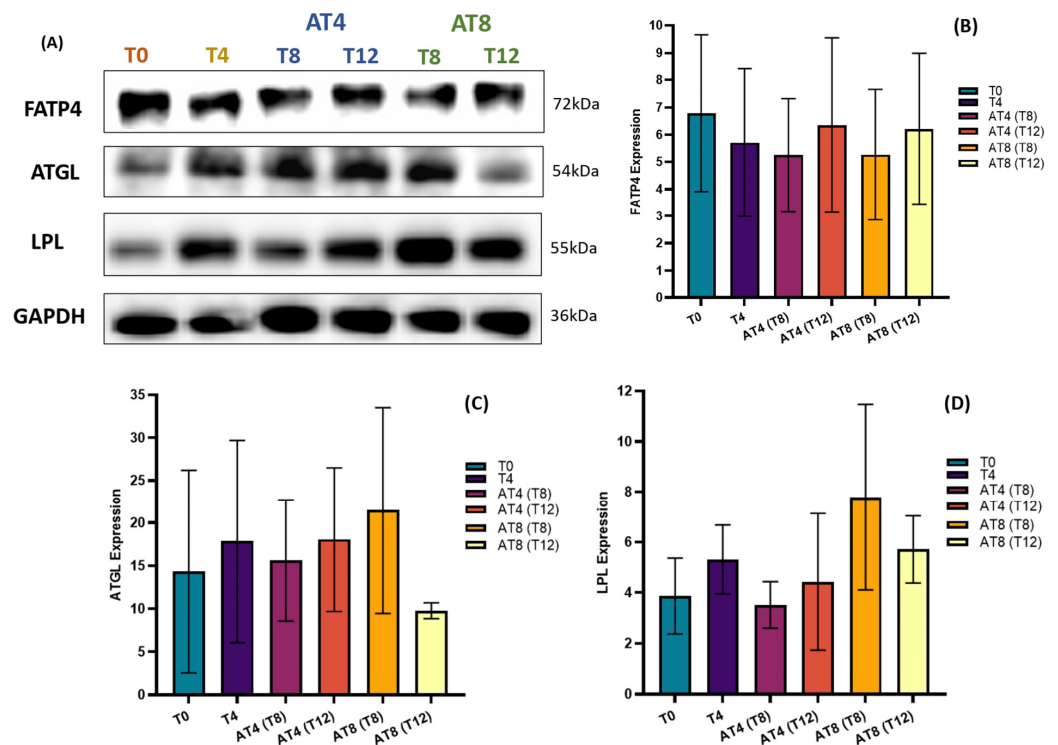 (A)
AT4 AT8
T0 T4 T8 T12 T8 T12
FATP4 72kDa
ATGL 54kDa
LPL 55kDa
GAPDH 36kDa
(B)
FATP4 Expression
10
9
8
7
6
5
4
3
2
1
0
T0
T4
AT4 (T8)
AT4 (T12)
AT8 (T8)
AT8 (T12)
T0
T4
AT4 (T8)
AT4 (T12)
AT8 (T8)
AT8 (T12)
(C)
ATGL Expression
35
30
25
20
15
10
5
0
T0
T4
AT4 (T8)
AT4 (T12)
AT8 (T8)
AT8 (T12)
T0
T4
AT4 (T8)
AT4 (T12)
AT8 (T8)
AT8 (T12)
(D)
LPL Expression
12
10
8
6
4
2
0
T0
T4
AT4 (T8)
AT4 (T12)
AT8 (T8)
AT8 (T12)
T0
T4
AT4 (T8)
AT4 (T12)
AT8 (T8)
AT8 (T12)